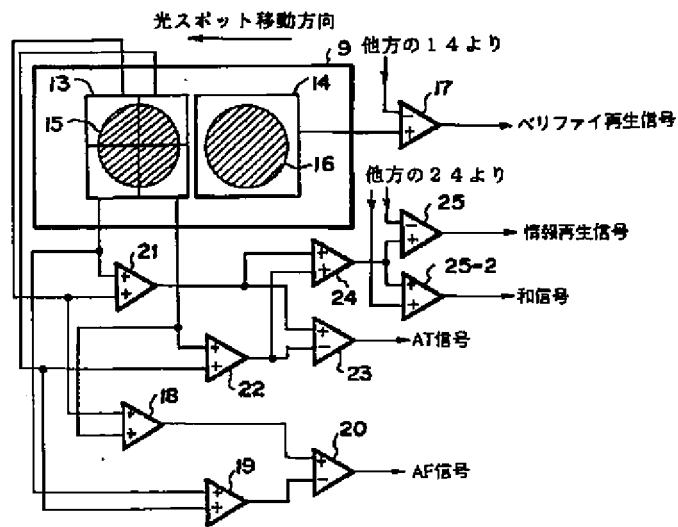 光スポット移動方向
9
他方の14より
13
14
17
15
16
ベリファイ再生信号
他方の24より
25
情報再生信号
21
24
25-2
和信号
AT信号
22
23
18
20
19
AF信号